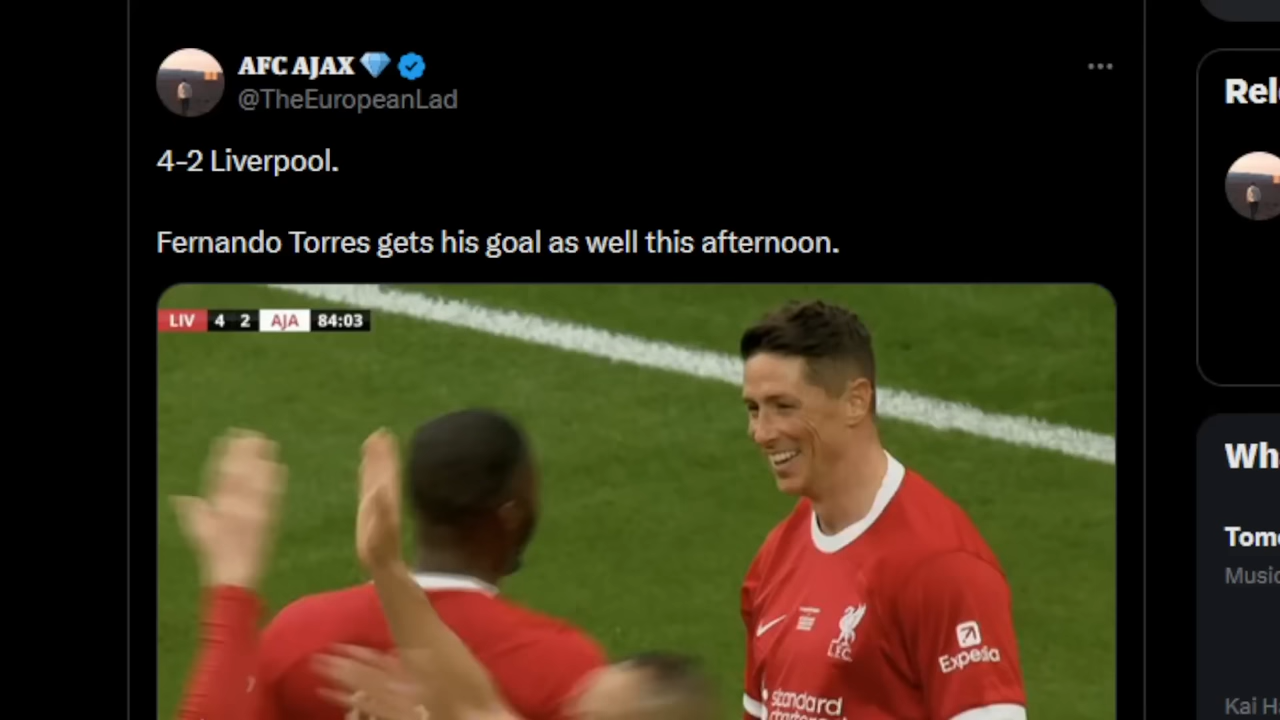 AFC AJAX
@TheEuropeanLad
4-2 Liverpool.
Fernando Torres gets his goal as well this afternoon.
LIV 4 2 AJA 84:03
L.F.C.
Expedia
standard
Rel
Wh
Tom
Music
Kai H